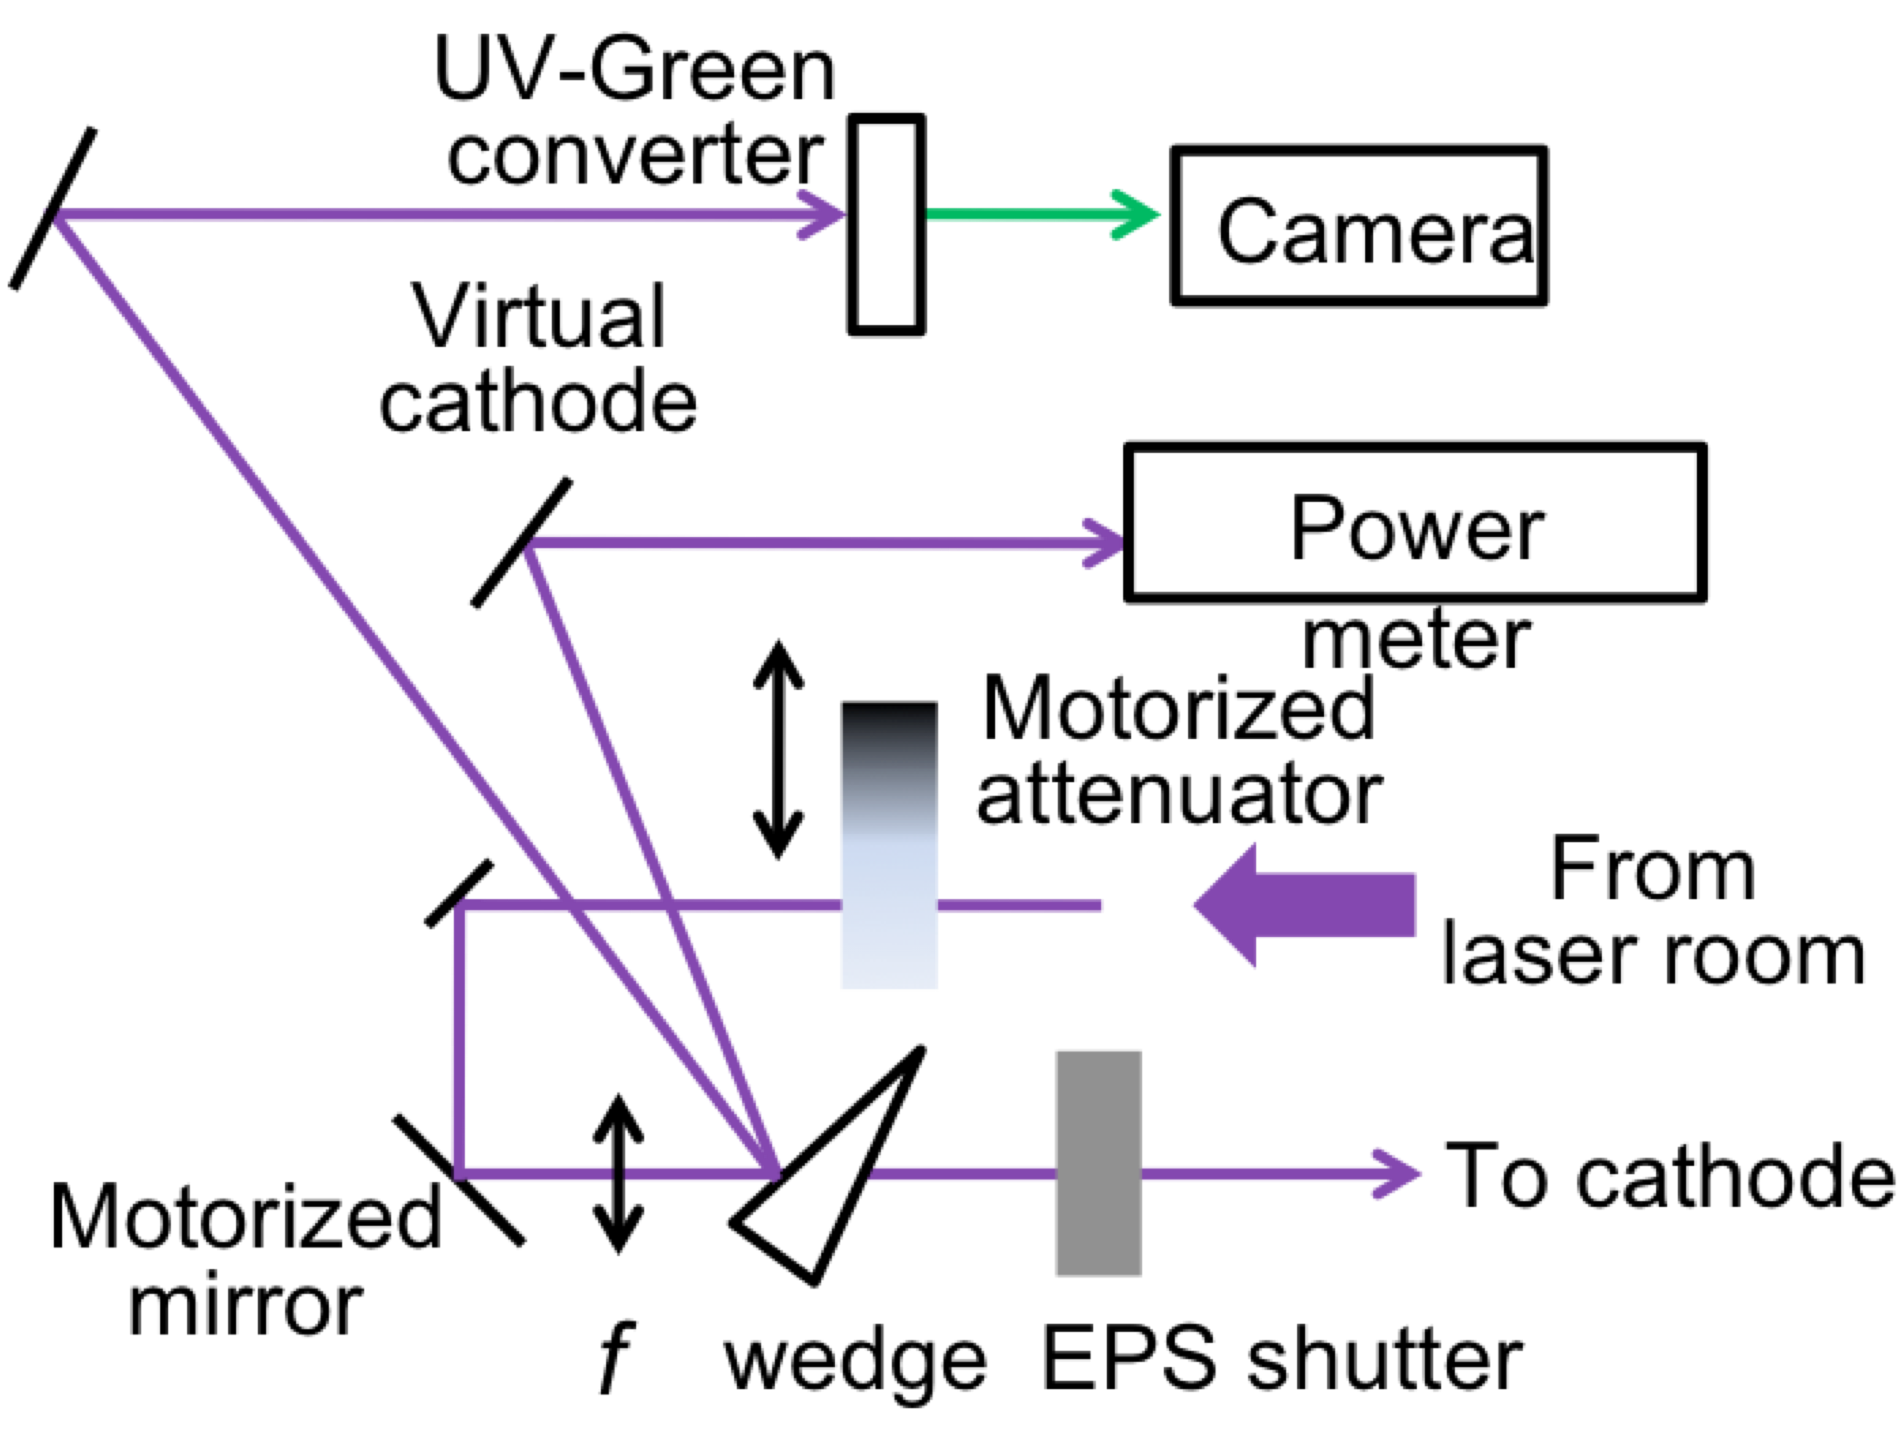 UV-Green
converter
Camera
Virtual
cathode
Power
meter
Motorized
attenuator
From
laser room
To cathode
Motorized
mirror
f
wedge
EPS shutter